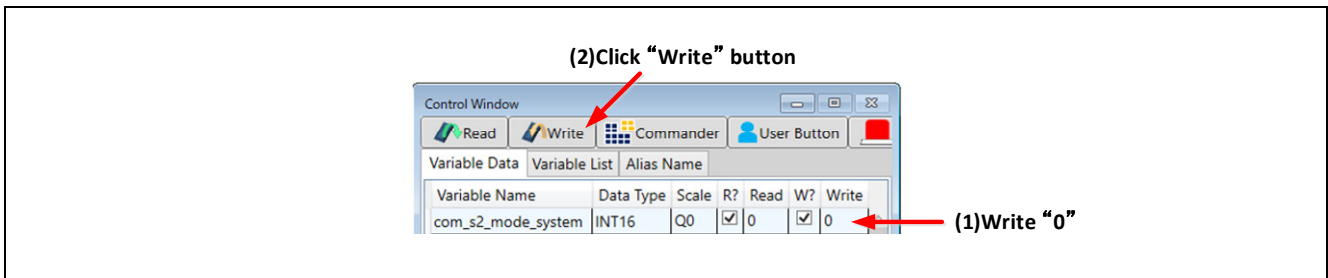 (2)Click “Write” button
Control Window
Read Write Commander User Button
Variable Data Variable List Alias Name
Variable Name Data Type Scale R? Read W? Write
com_s2_mode_system INT16 Q0 0 0
(1)Write “0”